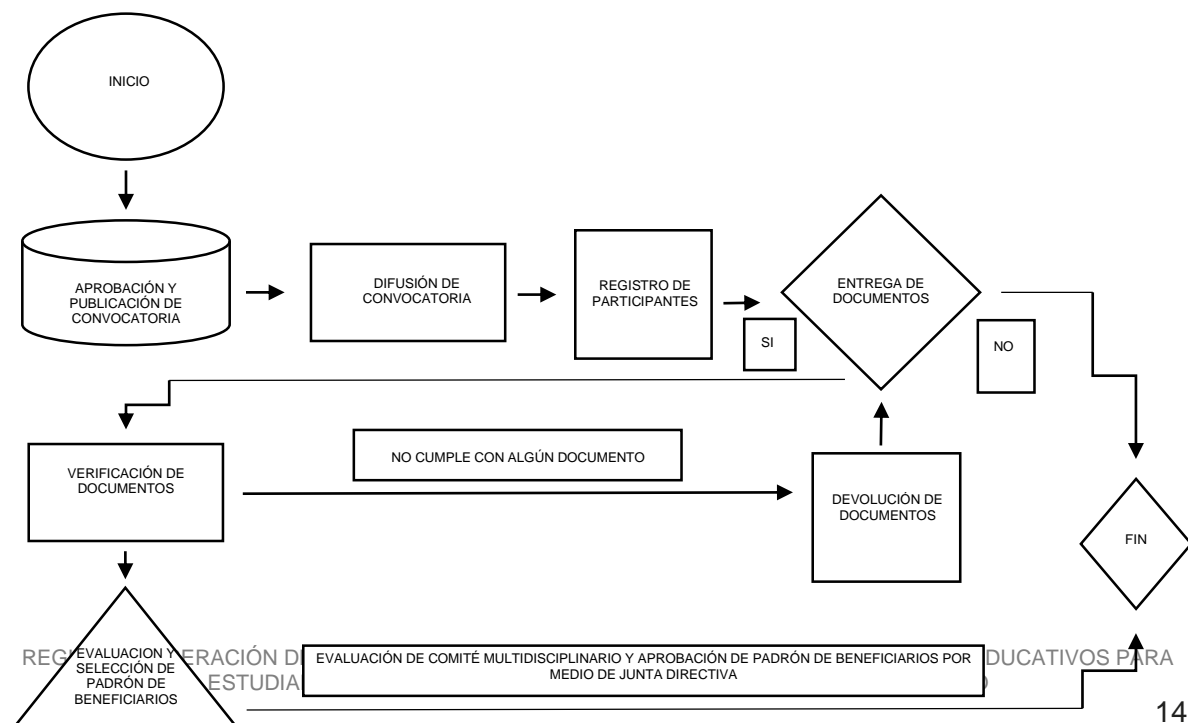 INICIO
APROBACIÓN Y
PUBLICACIÓN DE
CONVOCATORIA
DIFUSIÓN DE
CONVOCATORIA
REGISTRO DE
PARTICIPANTES
ENTREGA DE
DOCUMENTOS
SI
NO
VERIFICACIÓN DE
DOCUMENTOS
NO CUMPLE CON ALGÚN DOCUMENTO
DEVOLUCIÓN DE
DOCUMENTOS
FIN
EVALUACION Y
SELECCIÓN DE
PADRÓN DE
BENEFICIARIOS
EVALUACIÓN DE COMITÉ MULTIDISCIPLINARIO Y APROBACIÓN DE PADRÓN DE BENEFICIARIOS POR
MEDIO DE JUNTA DIRECTIVA
PARA
14